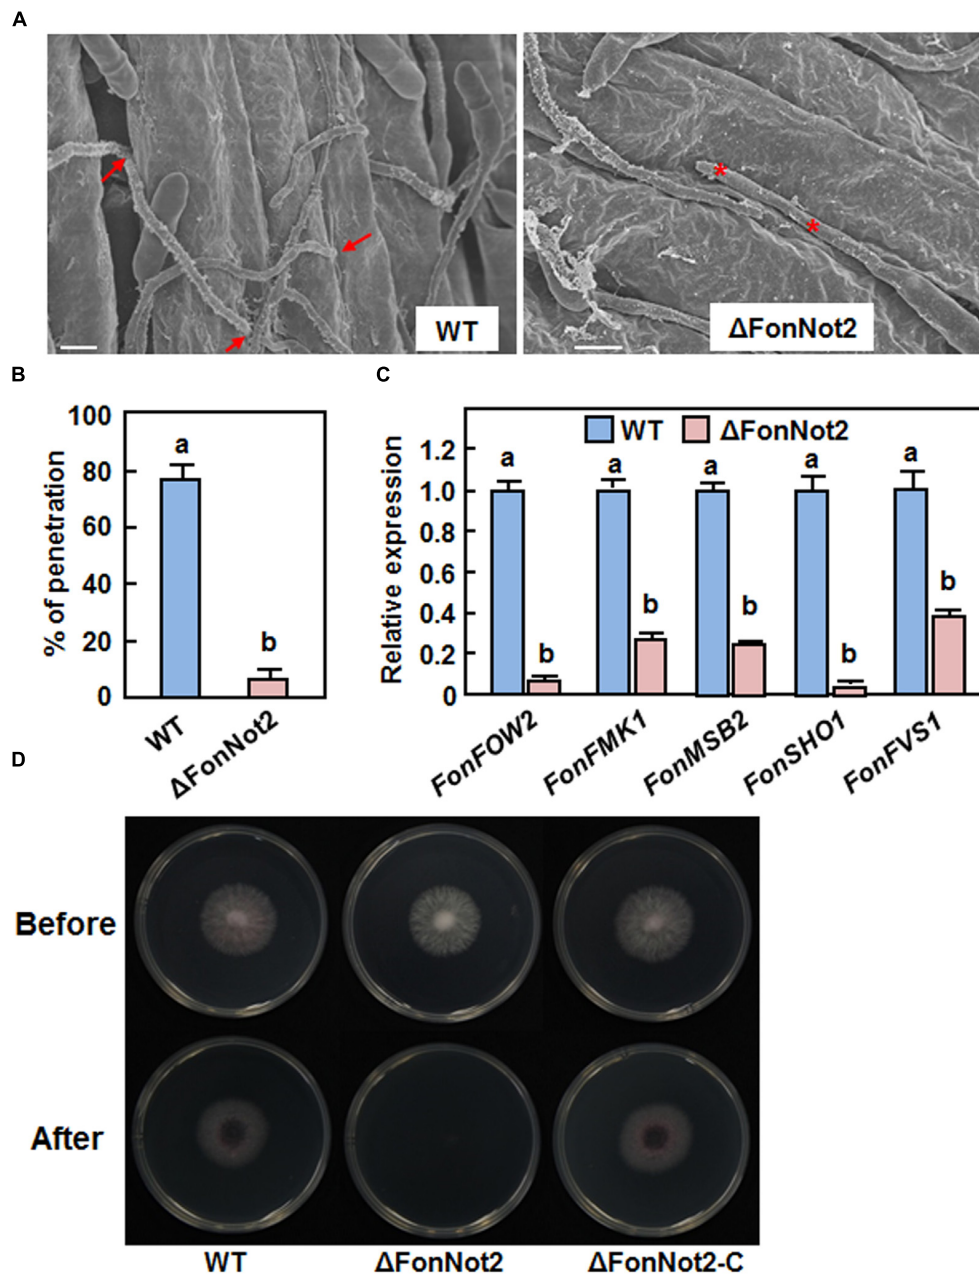 A
WT
ΔFonNot2
*
*
B
C
% of penetration
100
80
60
40
20
0
a
b
WT
ΔFonNot2
Relative expression
1.2
1.0
0.8
0.6
0.4
0.2
0
WT ΔFonNot2
a b a b a b a b a b
FonFOW2
FonFMK1
FonMSB2
FonSHO1
FonFVS1
D
Before
After
WT ΔFonNot2 ΔFonNot2-C